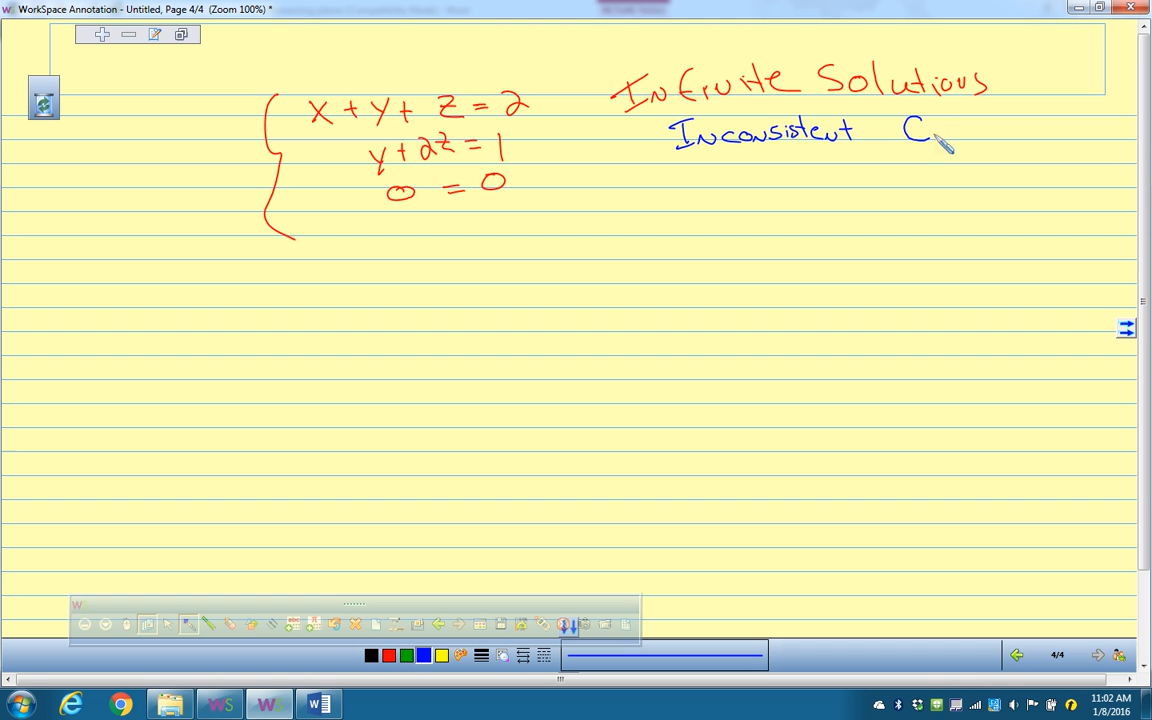 WorkSpace Annotation - Untitled, Page 4/4 (Zoom 100%) *
x + y + z = 2
Infinite Solutions
Inconsistent C
y + 2z = 1
0 = 0
4/4
11:02 AM
1/8/2016